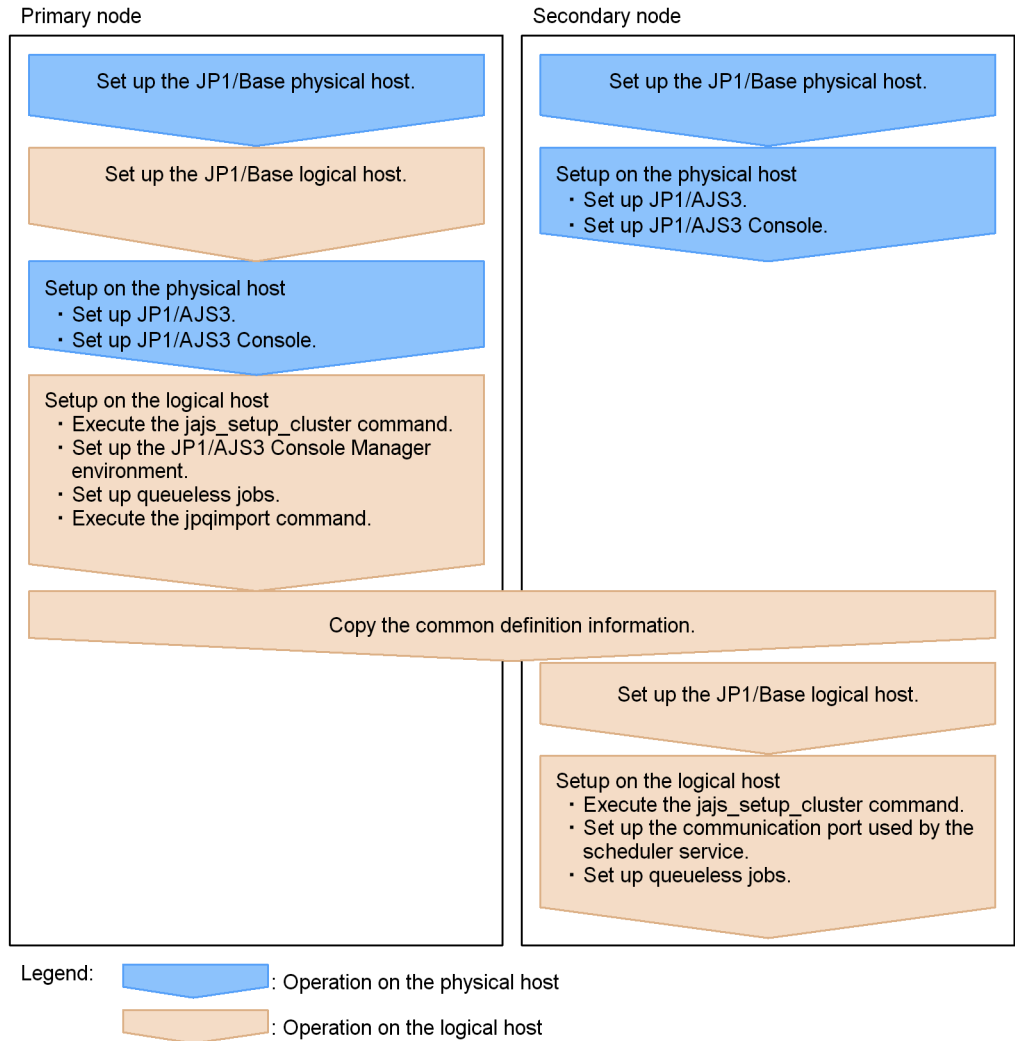 Primary node
Set up the JP1/Base physical host.
Set up the JP1/Base logical host.
Setup on the physical host
・Set up JP1/AJS3.
・Set up JP1/AJS3 Console.
Setup on the logical host
・Execute the jajs_setup_cluster command.
・Set up the JP1/AJS3 Console Manager
environment.
・Set up queueless jobs.
・Execute the jpqimport command.
Secondary node
Set up the JP1/Base physical host.
Setup on the physical host
・Set up JP1/AJS3.
・Set up JP1/AJS3 Console.
Copy the common definition information.
Set up the JP1/Base logical host.
Setup on the logical host
・Execute the jajs_setup_cluster command.
・Set up the communication port used by the
scheduler service.
・Set up queueless jobs.
Legend:
: Operation on the physical host
: Operation on the logical host